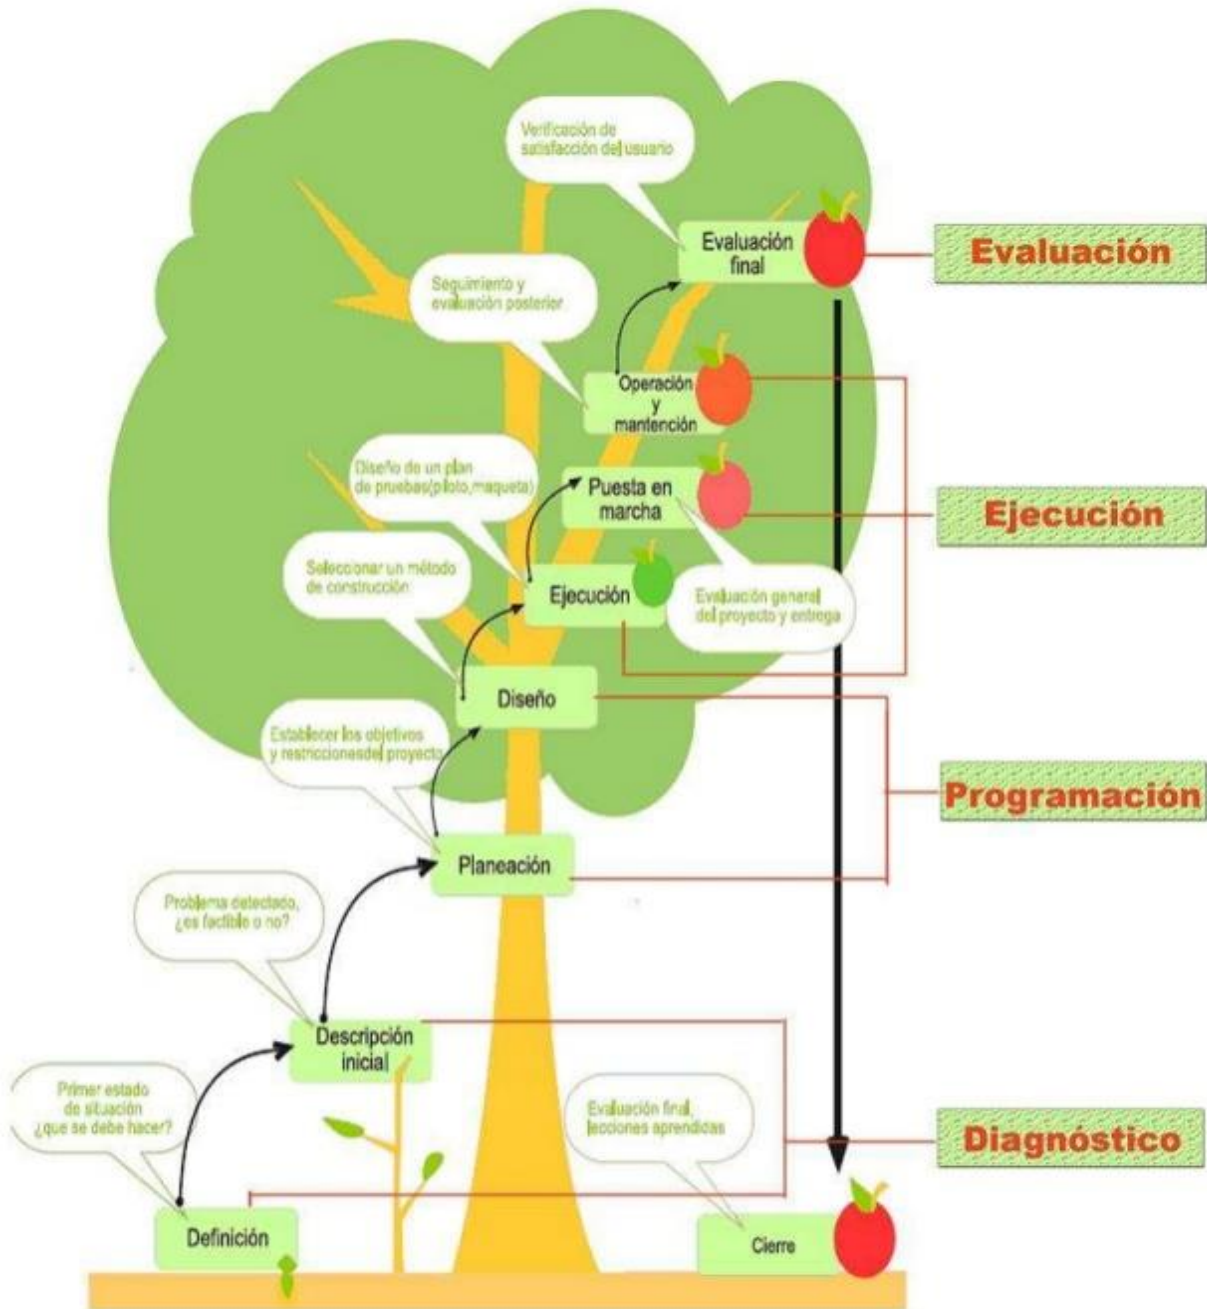 Verificación de
satisfacción del usuario
Evaluación
final
Evaluación
Seguimiento y
evaluación posterior
Operación
y
mantención
Diseño de un plan
de pruebas(piloto,maqueta)
Puesta en
marcha
Ejecución
Seleccionar un método
de construcción
Ejecución
Evaluación general
del proyecto y entrega
Diseño
Establecer los objetivos
y restriccionesdel proyecto
Programación
Planeación
Problema detectado,
¿es factible o no?
Descripción
inicial
Primer estado
de situación
¿que se debe hacer?
Evaluación final,
lecciones aprendidas
Diagnóstico
Definición
Cierre